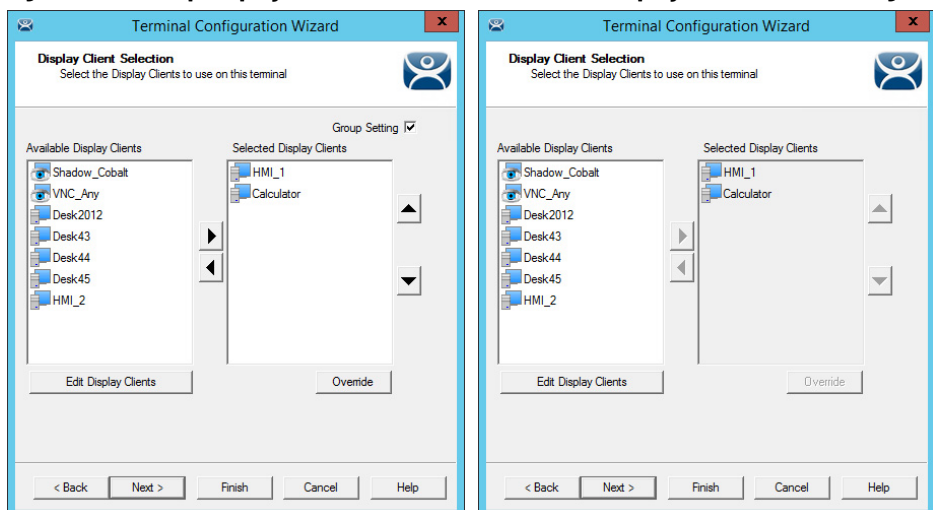 Terminal Configuration Wizard
x
Display Client Selection
Select the Display Clients to use on this terminal
Group Setting
Available Display Clients
Selected Display Clients
Shadow_Cobalt
VNC_Any
Desk2012
Desk43
Desk44
Desk45
HMI_2
HMI_1
Calculator
Edit Display Clients
Override
< Back
Next >
Finish
Cancel
Help
Terminal Configuration Wizard
x
Display Client Selection
Select the Display Clients to use on this terminal
Available Display Clients
Selected Display Clients
Shadow_Cobalt
VNC_Any
Desk2012
Desk43
Desk44
Desk45
HMI_2
HMI_1
Calculator
Edit Display Clients
Override
< Back
Next >
Finish
Cancel
Help